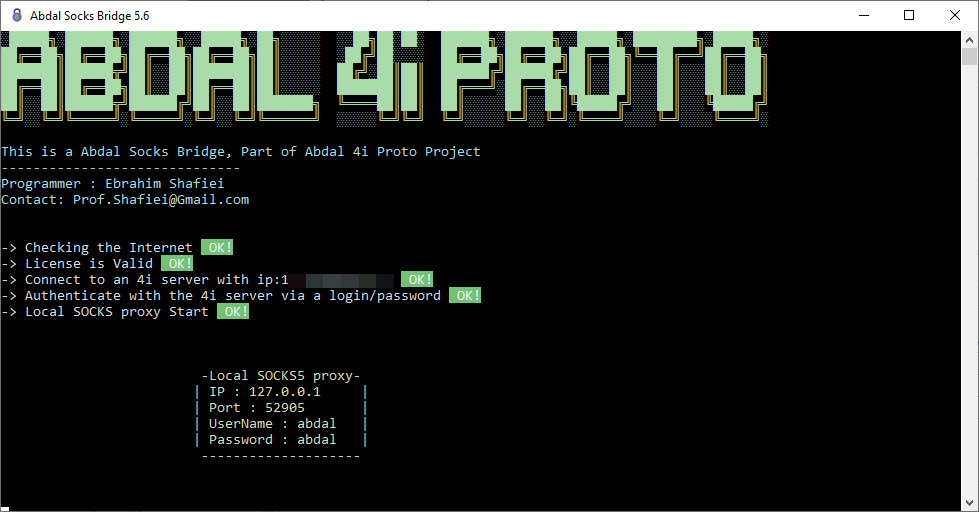 Abdal Socks Bridge 5.6
ABDAL 4i PROTO
This is a Abdal Socks Bridge, Part of Abdal 4i Proto Project
------------------------------
Programmer : Ebrahim Shafiei
Contact: Prof.Shafiei@Gmail.com
-> Checking the Internet OK!
-> License is Valid OK!
-> Connect to an 4i server with ip:1 OK!
-> Authenticate with the 4i server via a login/password OK!
-> Local SOCKS proxy Start OK!
-Local SOCKS5 proxy-
| IP : 127.0.0.1 |
| Port : 52905 |
| UserName : abdal |
| Password : abdal |
--------------------